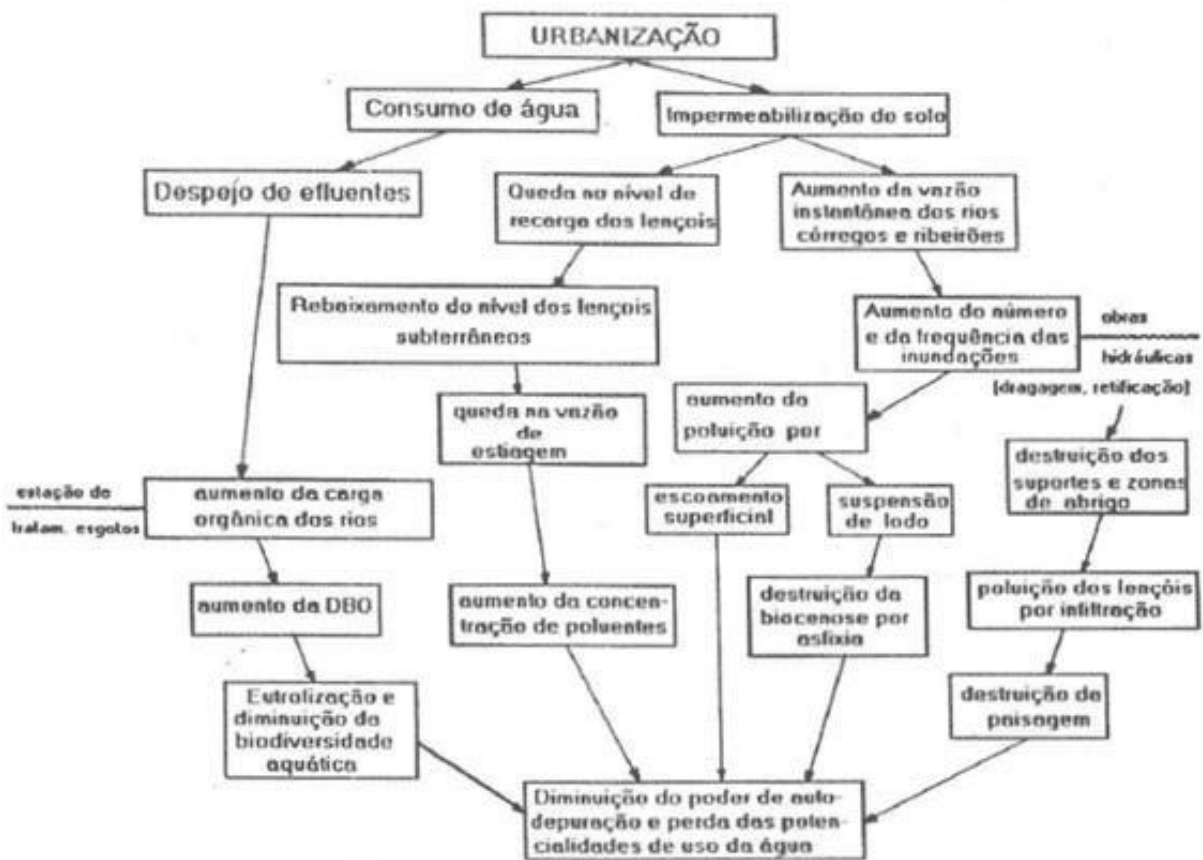 URBANIZAÇÃO
Consumo de água
Impermeabilização do solo
Despejo de efluentes
Queda no nível de
recarga dos lençois
Aumento da vazão
instantânea dos rios
córregos e ribeirões
Rebaixamento do nível dos lençois
subterrâneos
Aumento do número
e da frequência das
inundações
obras
hidráulicas
[dragagem, retificação]
queda na vazão
de
estiagem
aumento da
poluição por
destruição dos
suportes e zonas
de abrigo
estação de
tratam. esgotos
aumento da carga
orgânica dos rios
escoamento
superficial
suspensão
de lodo
aumento da DBO
aumento da concen-
tração de poluentes
destruição da
biocenose por
asfixia
poluição dos lençóis
por infiltração
Eutrofização e
diminuição da
biodiversidade
aquática
destruição da
paisagem
Diminuição do poder de auto-
depuração e perda das poten-
cialidades de uso da água